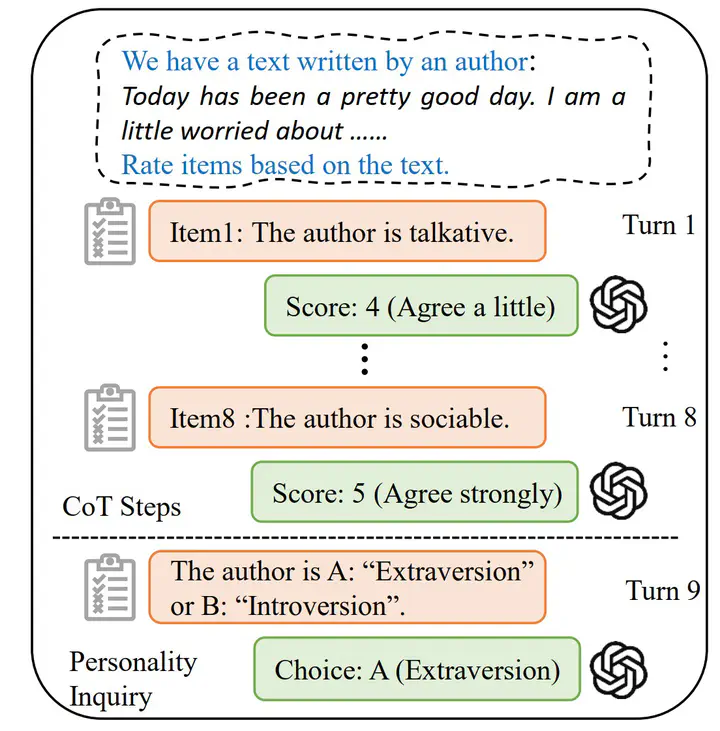 We have a text written by an author:
Today has been a pretty good day. I am a
little worried about ……
Rate items based on the text.
Item1: The author is talkative.
Turn 1
Score: 4 (Agree a little)
Item8 :The author is sociable.
Turn 8
Score: 5 (Agree strongly)
CoT Steps
The author is A: “Extraversion”
or B: “Introversion”.
Turn 9
Personality
Inquiry
Choice: A (Extraversion)